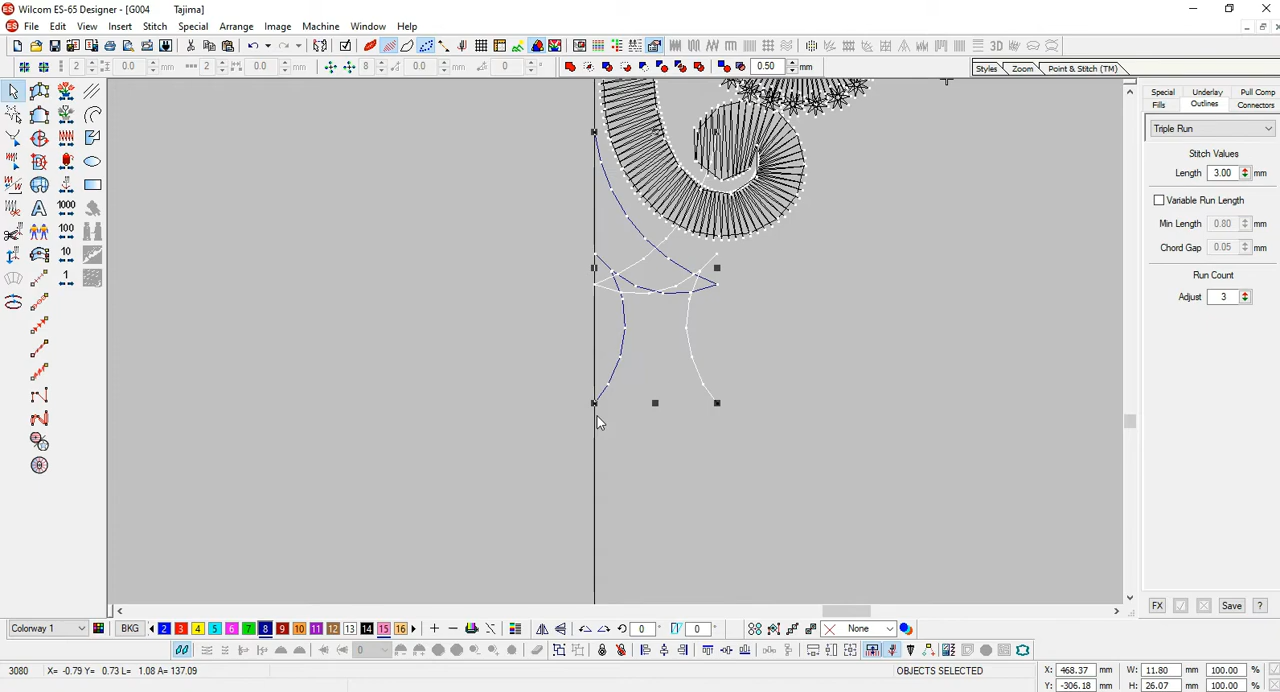 Wilcom ES-65 Designer - [G004 Tajima]
File Edit View Insert Stitch Special Arrange Image Machine Window Help
2 0.0 mm 2 0.0 mm 8 0.0 mm 0 0.50 mm
Styles Zoom Point & Stitch (TM)
Special Underlay Pull Comp
Fills Outlines Connectors
Triple Run
Stitch Values
Length 3.00 mm
Variable Run Length
Min Length 0.80 mm
Chord Gap 0.05 mm
Run Count
Adjust 3
1000
100
10
1
3D
FX Save ?
Colorway 1 BKG 2 3 4 5 6 7 8 9 10 11 12 13 14 15 16 0 0 None
0
3080 X= -0.79 Y= 0.73 L= 1.08 A= 137.09 OBJECTS SELECTED X: 468.37 mm W: 11.80 mm 100.00 %
Y: -306.18 mm H: 26.07 mm 100.00 %